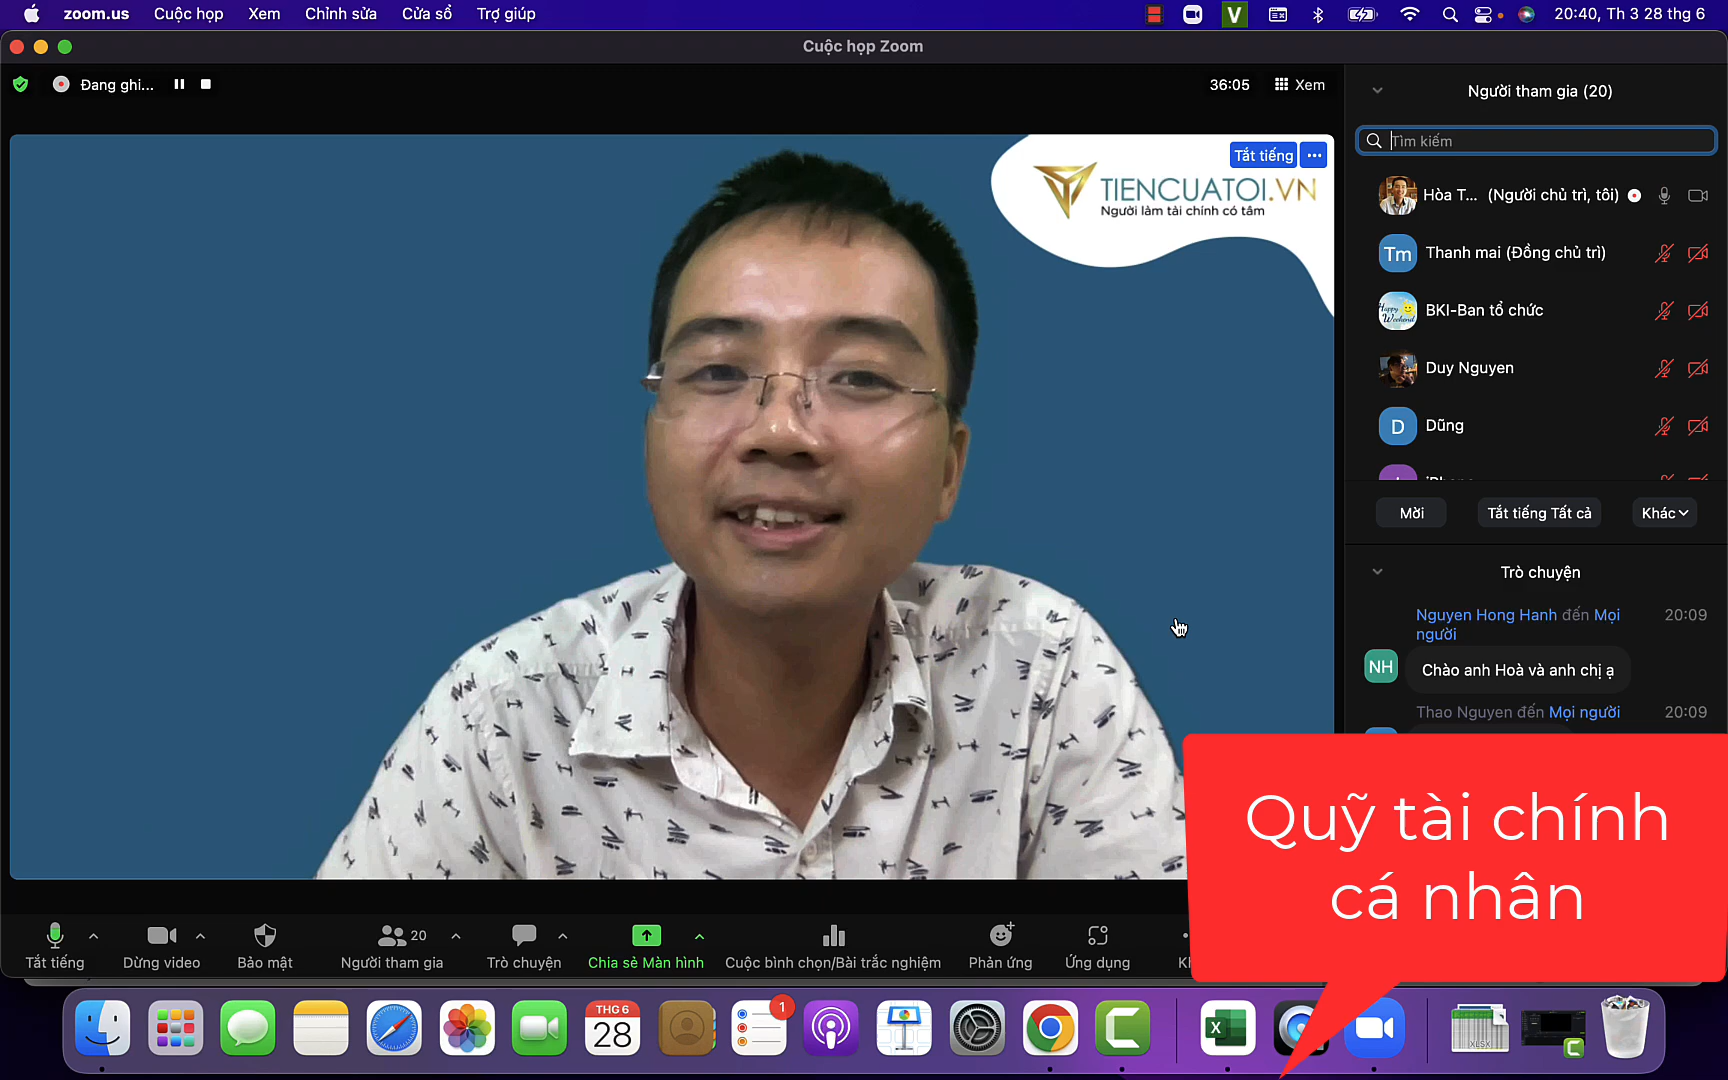 zoom.us Cuộc họp Xem Chỉnh sửa Cửa sổ Trợ giúp
V
20:40, Th 3 28 thg 6
Cuộc họp Zoom
Đang ghi...
36:05
Xem
Tắt tiếng
TIENCUATOI.VN
Người làm tài chính có tâm
Người tham gia (20)
Tìm kiếm
Hòa T... (Người chủ trì, tôi)
Tm
Thanh mai (Đồng chủ trì)
Happy
Weekend
BKI-Ban tổ chức
Duy Nguyen
D
Dũng
Mời
Tắt tiếng Tất cả
Khác
Trò chuyện
Nguyen Hong Hanh đến Mọi người
20:09
NH
Chào anh Hoà và anh chị ạ
Thao Nguyen đến Mọi người
20:09
Quỹ tài chính
cá nhân
Tắt tiếng
Dừng video
Bảo mật
20
Người tham gia
Trò chuyện
Chia sẻ Màn hình
Cuộc bình chọn/Bài trắc nghiệm
Phản ứng
Ứng dụng
THG 6
28
1
X
XLSX